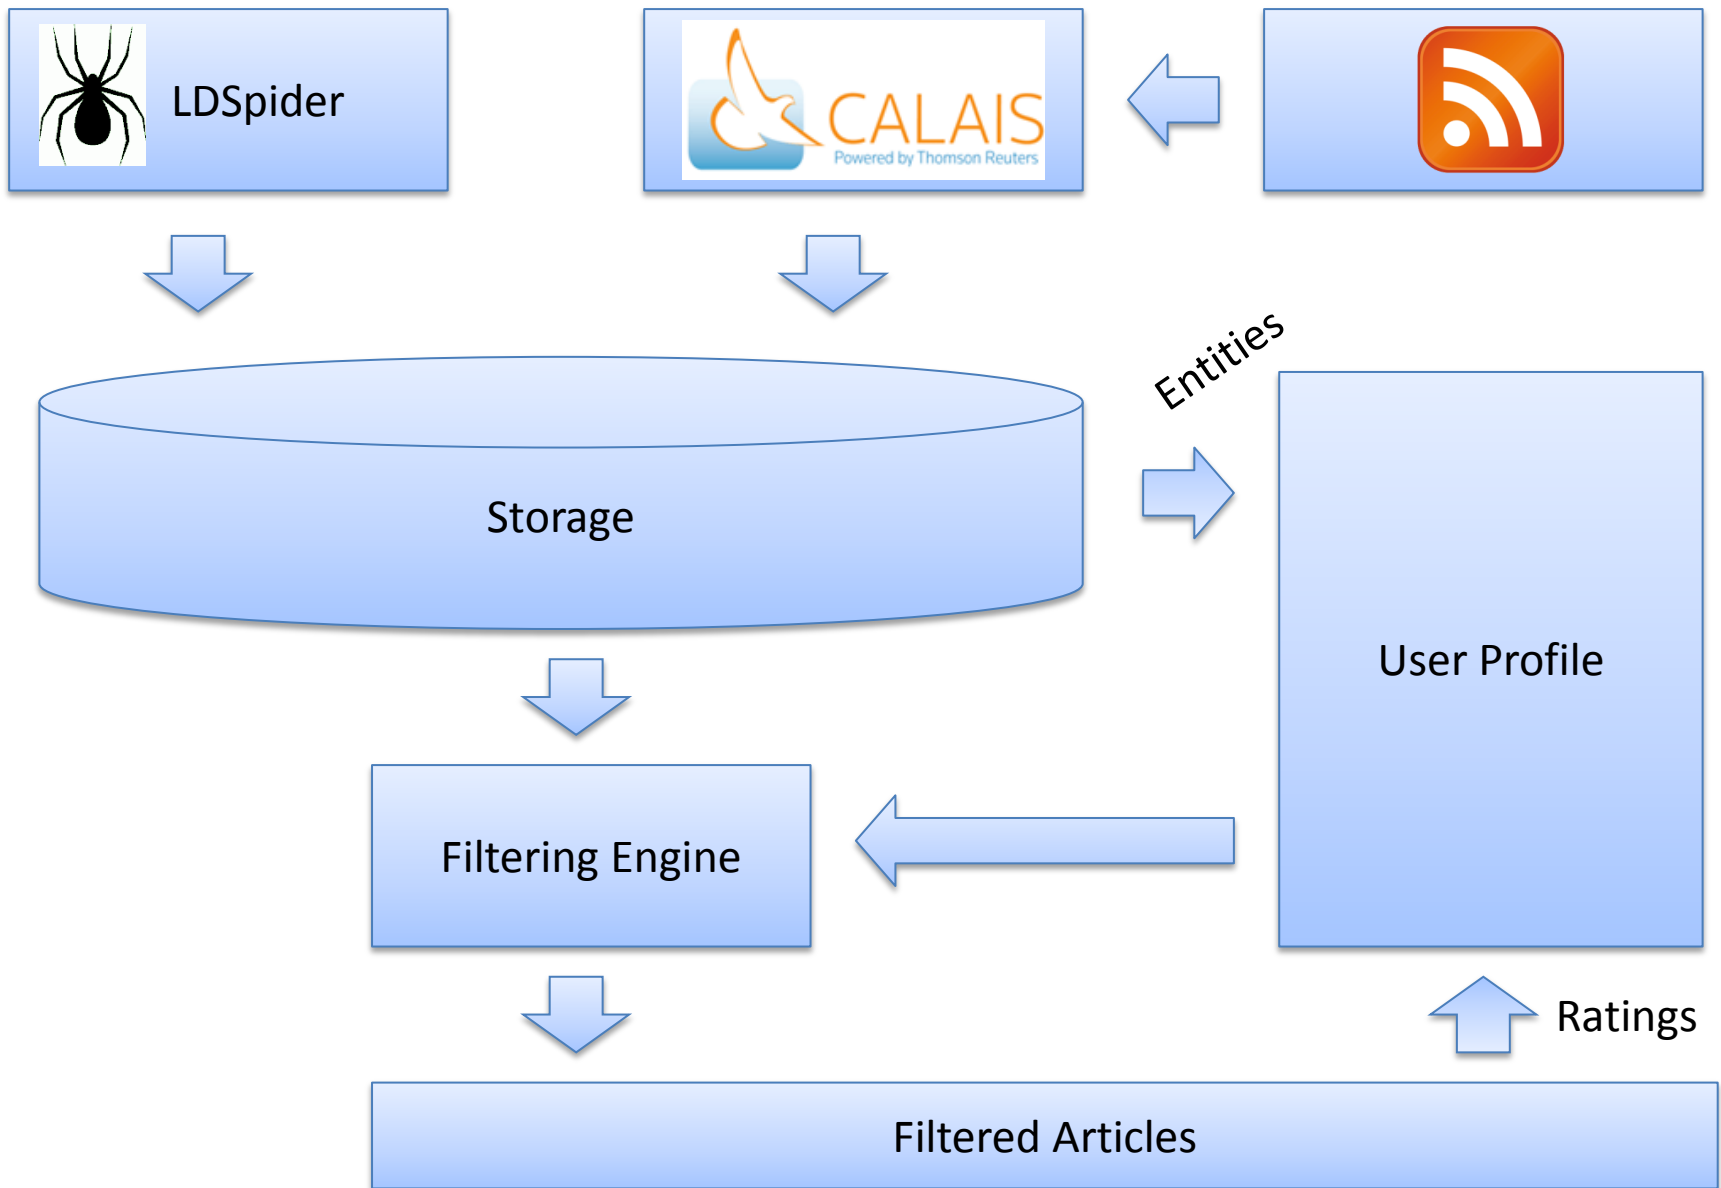 LDSpider
CALAIS
Powered by Thomson Reuters
Entities
Storage
User Profile
Filtering Engine
Ratings
Filtered Articles